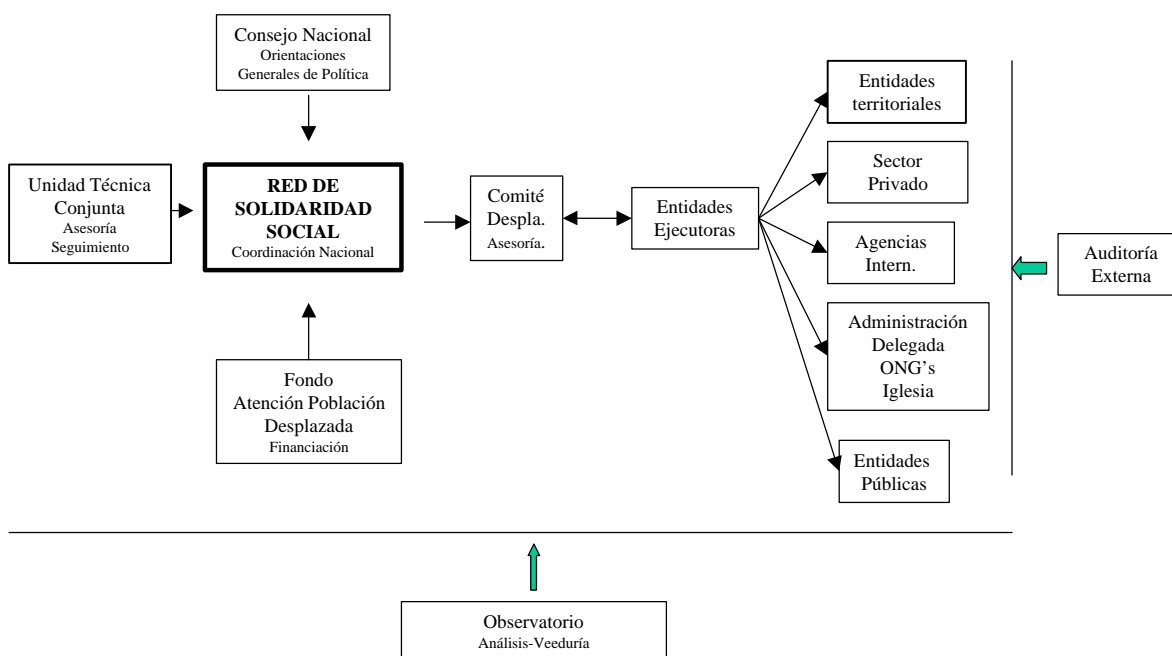 Consejo Nacional
Orientaciones
Generales de Política
Unidad Técnica
Conjunta
Asesoría
Seguimiento
RED DE
SOLIDARIDAD
SOCIAL
Coordinación Nacional
Fondo
Atención Población
Desplazada
Financiación
Comité
Despla.
Asesoría.
Entidades
Ejecutoras
Entidades
territoriales
Sector
Privado
Agencias
Intern.
Administración
Delegada
ONG's
Iglesia
Entidades
Públicas
Auditoría
Externa
Observatorio
Análisis-Veeduría